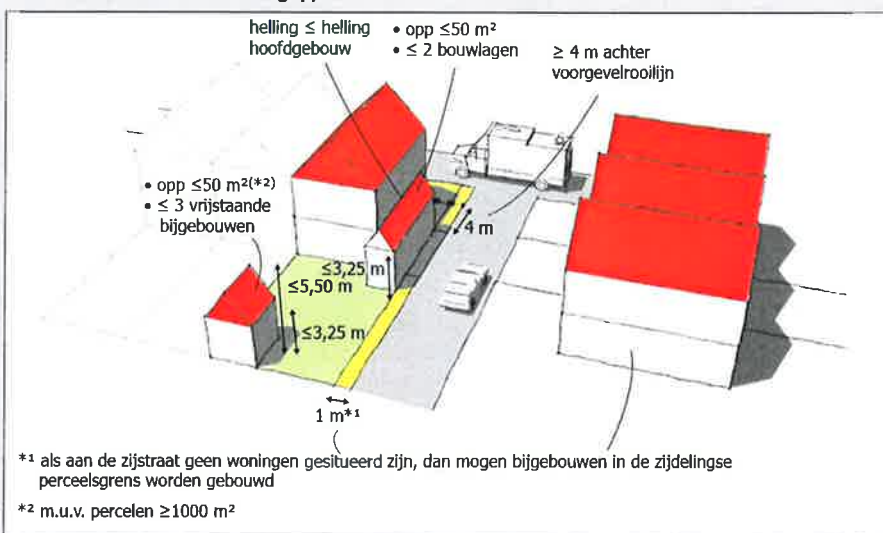 helling ≤ helling
hoofdgebouw
• opp ≤50 m²
• ≤ 2 bouwlagen
≥ 4 m achter
voorgevelrooilijn
• opp ≤50 m²(*²)
• ≤ 3 vrijstaande
bijgebouwen
4 m
≤3,25 m
≤5,50 m
≤3,25 m
1 m*¹
*¹ als aan de zijstraat geen woningen gesitueerd zijn, dan mogen bijgebouwen in de zijdelingse
perceelsgrens worden gebouwd
*² m.u.v. percelen ≥1000 m²